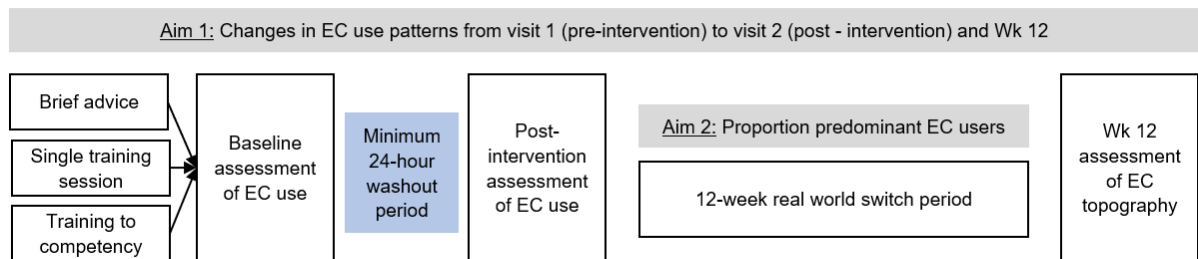 Aim 1: Changes in EC use patterns from visit 1 (pre-intervention) to visit 2 (post - intervention) and Wk 12
Brief advice
Single training
session
Training to
competency
Baseline
assessment
of EC use
Minimum
24-hour
washout
period
Post-
intervention
assessment
of EC use
Aim 2: Proportion predominant EC users
12-week real world switch period
Wk 12
assessment
of EC
topography